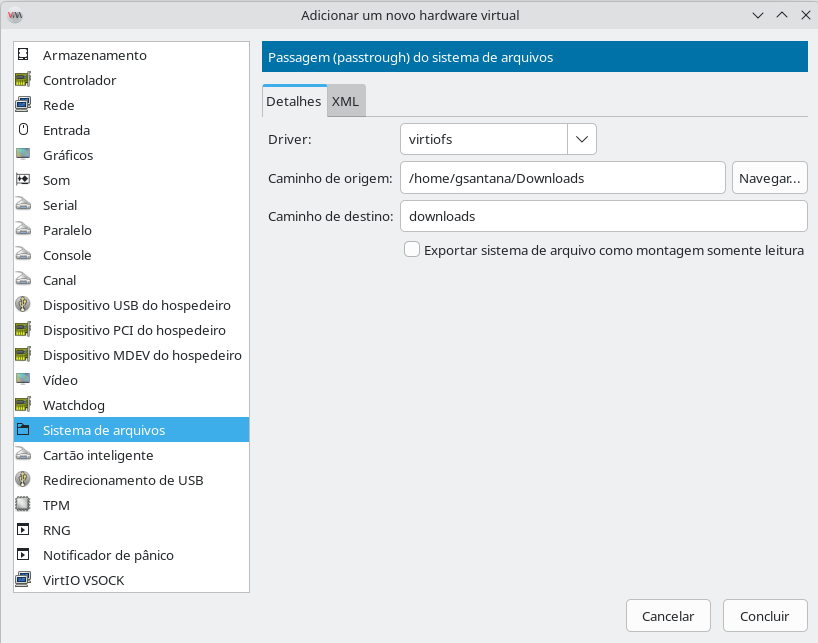 Adicionar um novo hardware virtual
Armazenamento
Controlador
Rede
Entrada
Gráficos
Som
Serial
Paralelo
Console
Canal
Dispositivo USB do hospedeiro
Dispositivo PCI do hospedeiro
Dispositivo MDEV do hospedeiro
Vídeo
Watchdog
Sistema de arquivos
Cartão inteligente
Redirecionamento de USB
TPM
RNG
Notificador de pânico
VirtIO VSOCK
Passagem (passtrough) do sistema de arquivos
Detalhes XML
Driver: virtiofs
Caminho de origem: /home/gsantana/Downloads Navegar...
Caminho de destino: downloads
Exportar sistema de arquivo como montagem somente leitura
Cancelar Concluir